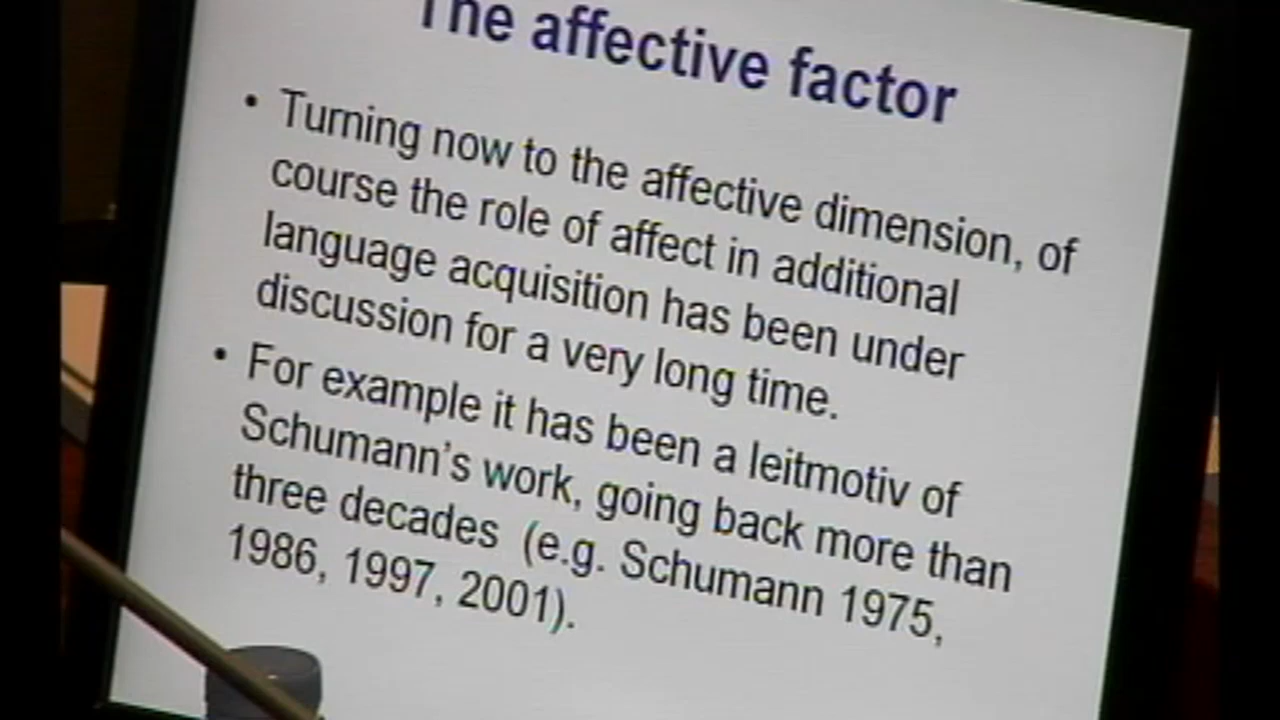 The affective factor
• Turning now to the affective dimension, of
course the role of affect in additional
language acquisition has been under
discussion for a very long time.
• For example it has been a leitmotiv of
Schumann's work, going back more than
three decades (e.g. Schumann 1975,
1986, 1997, 2001).